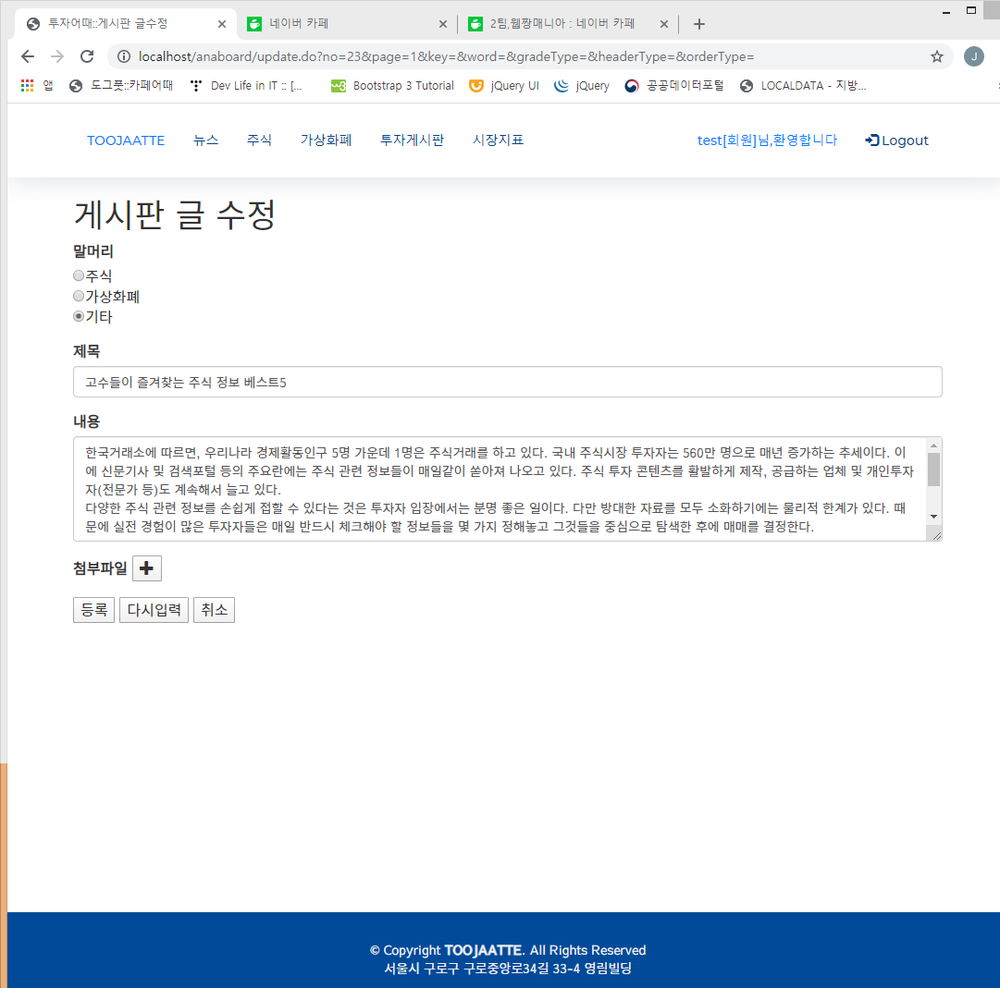 투자어때::게시판 글수정
네이버 카페
2팀,웹짱매니아 : 네이버 카페
localhost/anaboard/update.do?no=23&page=1&key=&word=&gradeType=&headerType=&orderType=
J
앱 도그풋::카페어때 Dev Life in IT :: [... Bootstrap 3 Tutorial jQuery UI jQuery 공공데이터포털 LOCALDATA - 지방...
TOOJAATTE 뉴스 주식 가상화폐 투자게시판 시장지표 test[회원]님,환영합니다 Logout
게시판 글 수정
말머리
주식
가상화폐
기타
제목
고수들이 즐겨찾는 주식 정보 베스트5
내용
한국거래소에 따르면, 우리나라 경제활동인구 5명 가운데 1명은 주식거래를 하고 있다. 국내 주식시장 투자자는 560만 명으로 매년 증가하는 추세이다. 이
에 신문기사 및 검색포털 등의 주요란에는 주식 관련 정보들이 매일같이 쏟아져 나오고 있다. 주식 투자 콘텐츠를 활발하게 제작, 공급하는 업체 및 개인투자
자(전문가 등)도 계속해서 늘고 있다.
다양한 주식 관련 정보를 손쉽게 접할 수 있다는 것은 투자자 입장에서는 분명 좋은 일이다. 다만 방대한 자료를 모두 소화하기에는 물리적 한계가 있다. 때
문에 실전 경험이 많은 투자자들은 매일 반드시 체크해야 할 정보들을 몇 가지 정해놓고 그것들을 중심으로 탐색한 후에 매매를 결정한다.
첨부파일
등록 다시입력 취소
© Copyright TOOJAATTE. All Rights Reserved
서울시 구로구 구로중앙로34길 33-4 영림빌딩